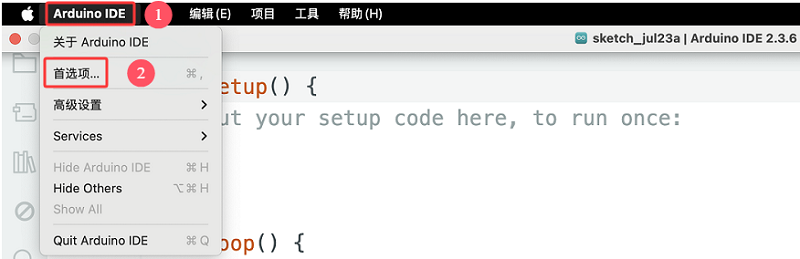 Arduino IDE 1 编辑(E) 项目 工具 帮助(H)
sketch_jul23a | Arduino IDE 2.3.6
关于 Arduino IDE
首选项... 2 ⌘ ,
高级设置
Services
Hide Arduino IDE ⌘ H
Hide Others ⌥ ⌘ H
Show All
Quit Arduino IDE ⌘ Q
etup() {
ut your setup code here, to run once:
oop() {